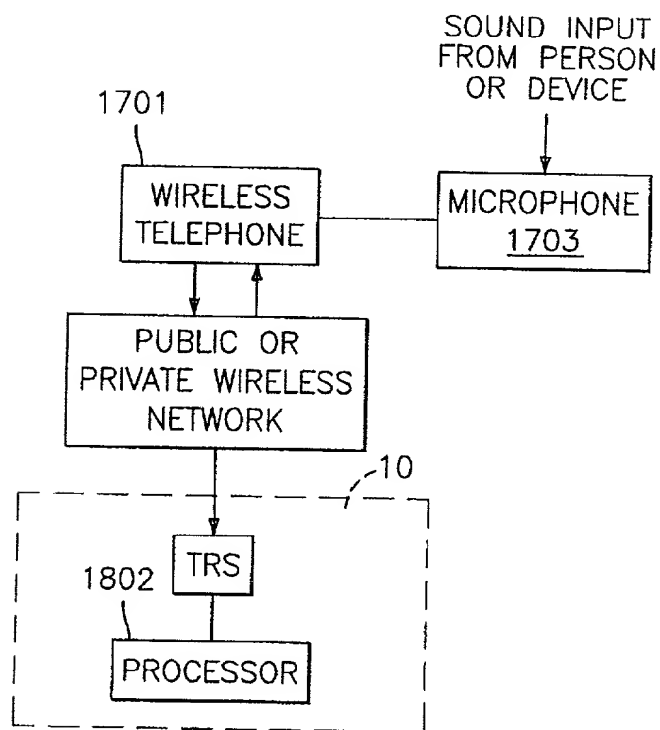 SOUND INPUT
FROM PERSON
OR DEVICE
1701
WIRELESS
TELEPHONE
MICROPHONE
1703
PUBLIC OR
PRIVATE WIRELESS
NETWORK
10
TRS
1802
PROCESSOR